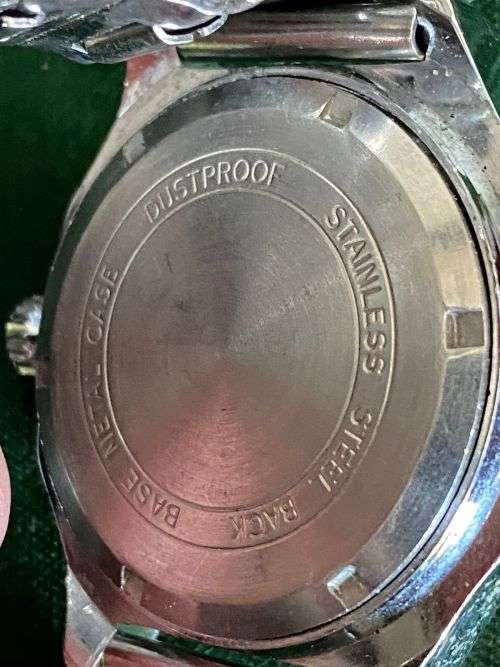 DUSTPROOF
STAINLESS STEEL BACK
BASE METAL CASE